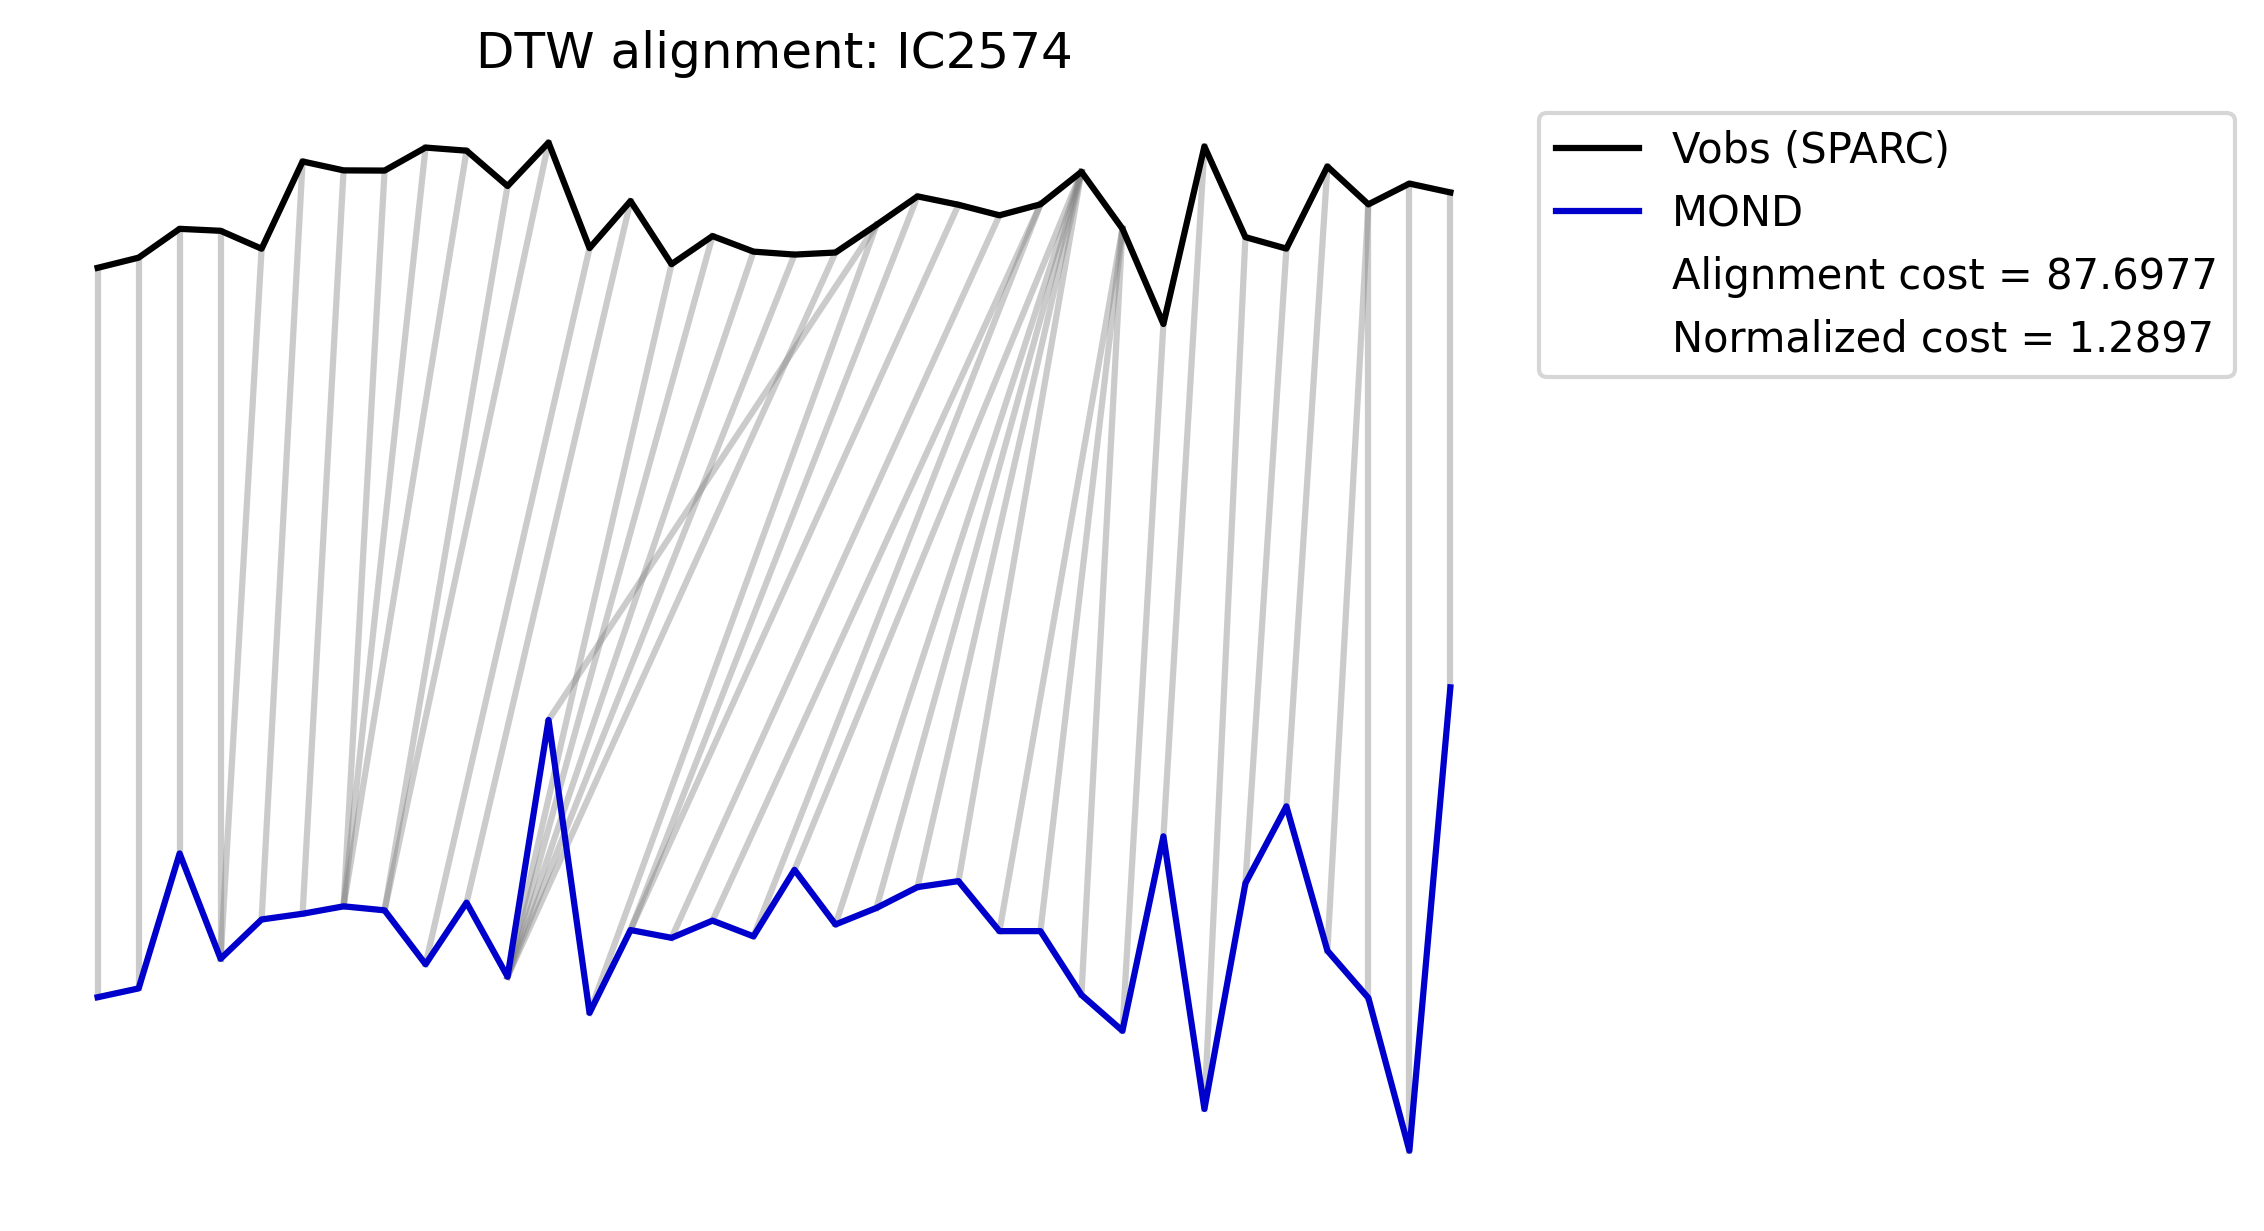 DTW alignment: IC2574
Vobs (SPARC)
MOND
Alignment cost = 87.6977
Normalized cost = 1.2897